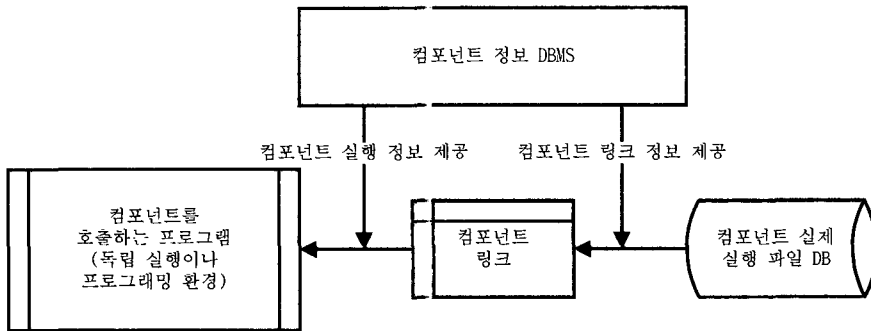 컴포넌트 정보 DBMS
컴포넌트 실행 정보 제공
컴포넌트 링크 정보 제공
컴포넌트를
호출하는 프로그램
(독립 실행이나
프로그래밍 환경)
컴포넌트
링크
컴포넌트 실제
실행 파일 DB